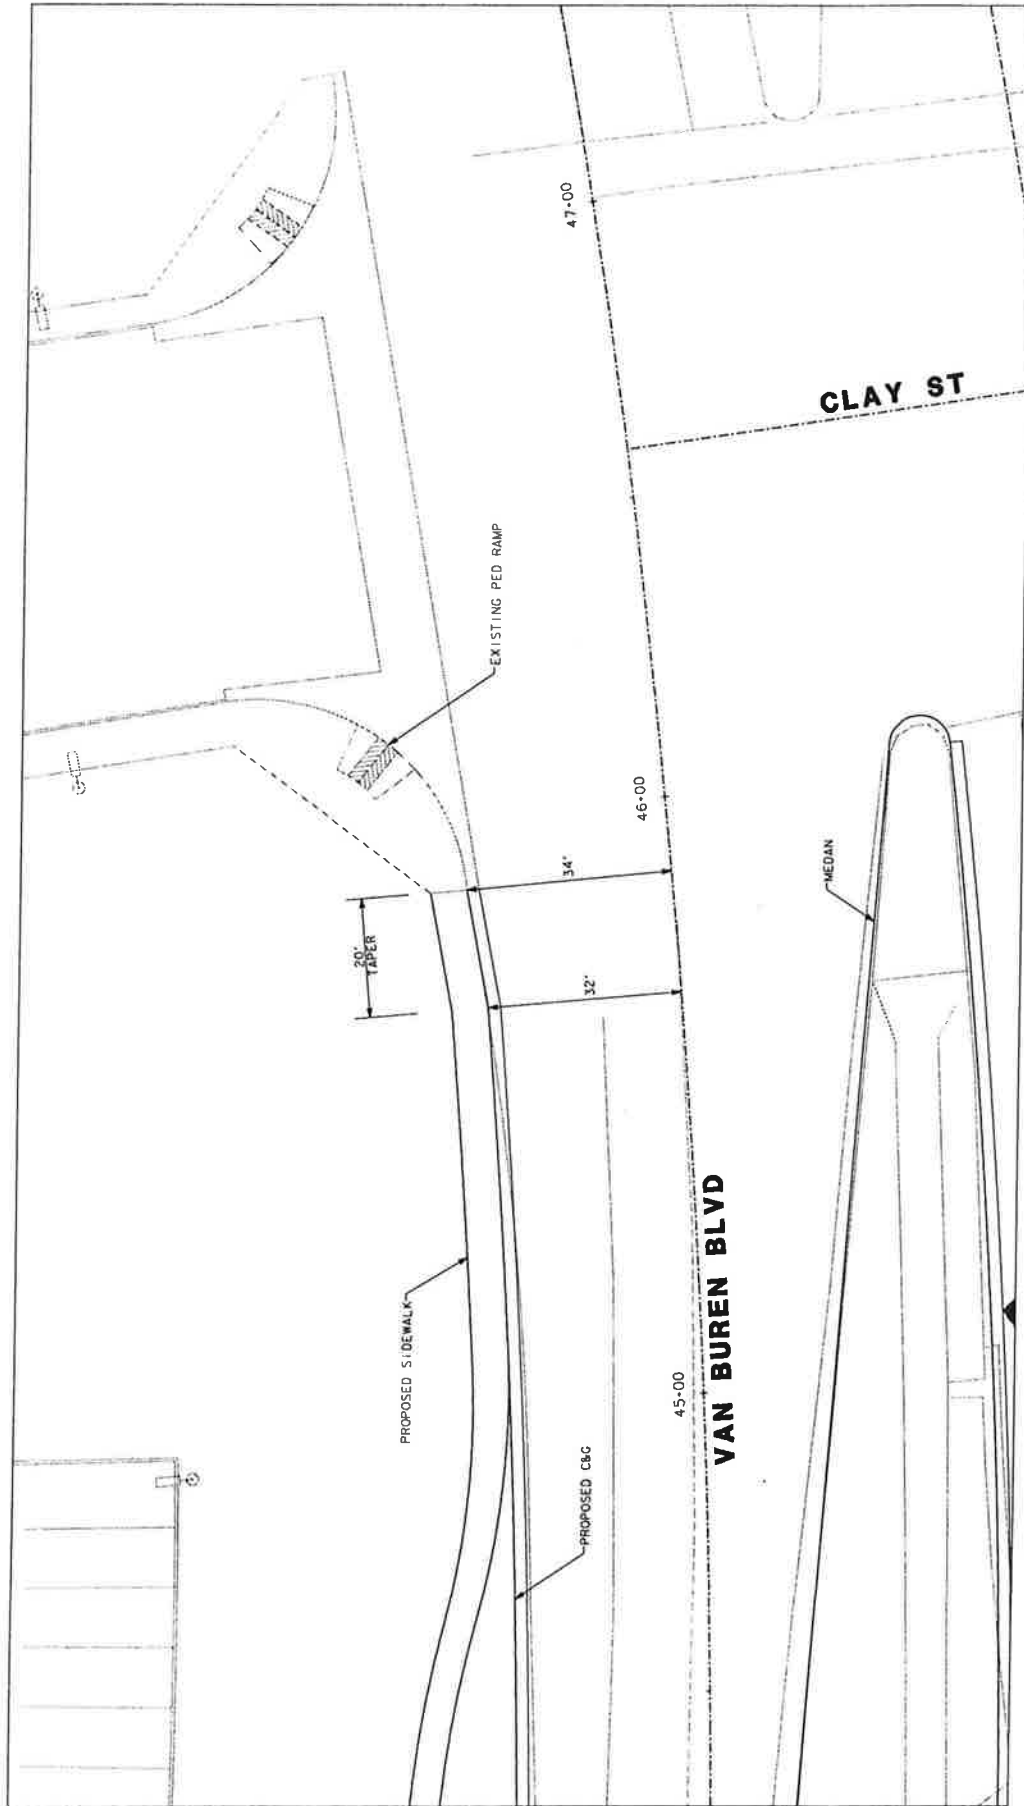 47+00
CLAY ST
EXISTING PED RAMP
46+00
34'
MEDAN
20'
TAPER
32'
VAN BUREN BLVD
PROPOSED SIDEWALK
45+00
PROPOSED C&G